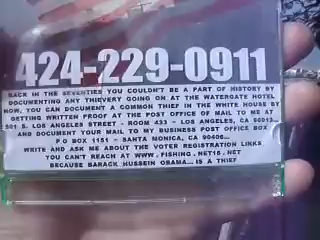 424-229-0911
BACK IN THE SEVENTIES YOU COULDN'T BE A PART OF HISTORY BY
DOCUMENTING ANY THIEVERY GOING ON AT THE WATERGATE HOTEL
NOW, YOU CAN DOCUMENT A COMMON THIEF IN THE WHITE HOUSE BY
GETTING WRITTEN PROOF AT THE POST OFFICE OF MAIL TO ME AT
S. LOS ANGELES STREET - ROOM 433 - LOS ANGELES, CA
AND DOCUMENT YOUR MAIL TO MY BUSINESS POST OFFICE BOX
P O BOX 1151 - SANTA MONICA, CA 90406...
WRITE AND ASK ME ABOUT THE VOTER REGISTRATION LINKS
YOU CAN'T REACH AT WWW.FISHING.NET16.NET
BECAUSE BARACK HUSSEIN OBAMA... IS A THIEF